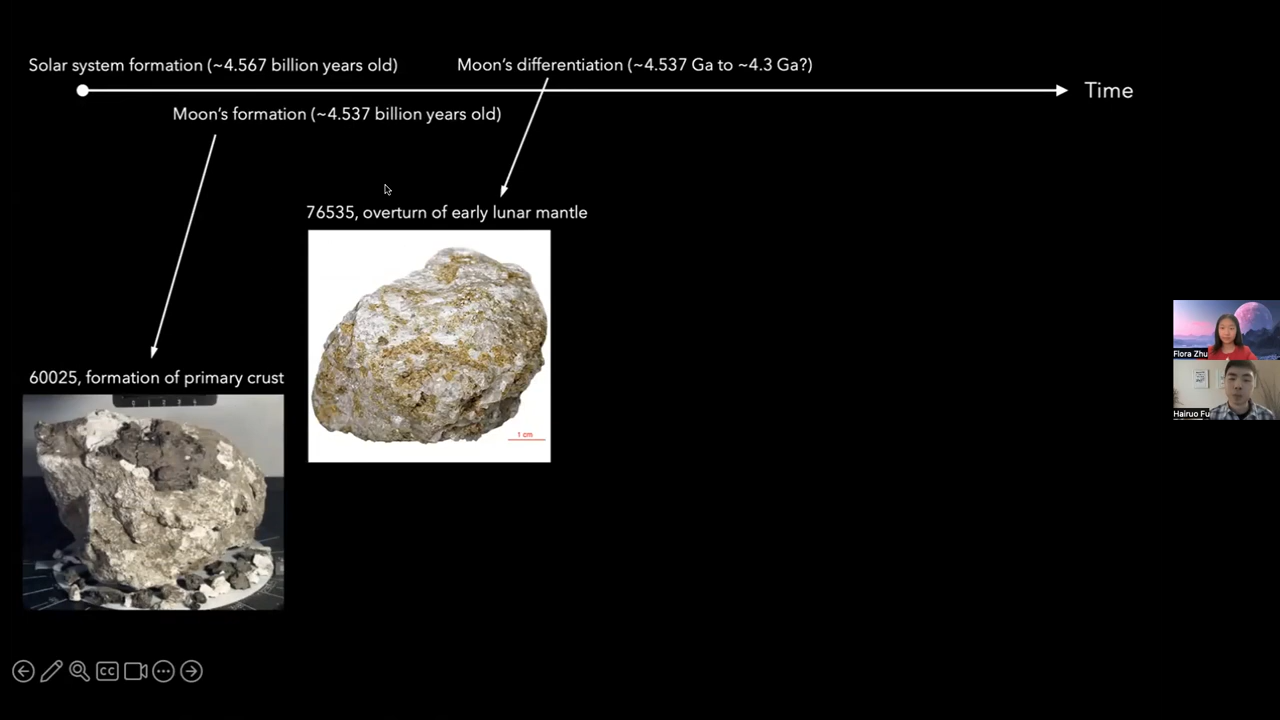 Solar system formation (~4.567 billion years old)
Moon's differentiation (~4.537 Ga to ~4.3 Ga?)
Time
Moon's formation (~4.537 billion years old)
76535, overturn of early lunar mantle
1 cm
Flora Zhu
60025, formation of primary crust
Hairuo Fu
CC